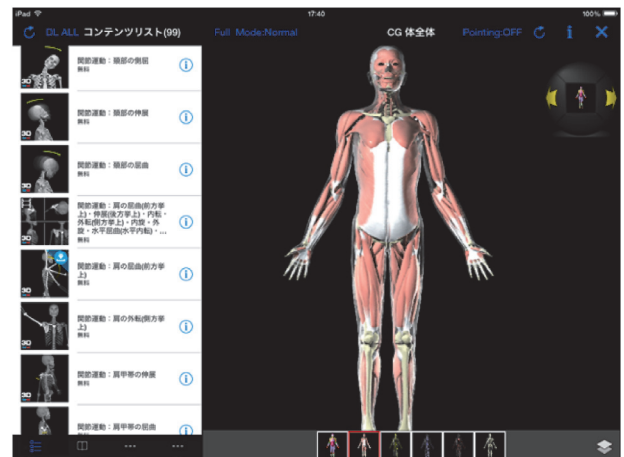 iPad 17:40 100%
DL ALL コンテンツリスト(99) Full Mode:Normal CG 体全体 Pointing:OFF
関節運動：頸部の側屈
無料
関節運動：頸部の伸展
無料
関節運動：頸部の屈曲
無料
関節運動：肩の屈曲(前方挙
上)・伸展(後方挙上)・内転・
外転(側方挙上)・内旋・外
旋・水平屈曲(水平内転)・...
無料
関節運動：肩の屈曲(前方挙
上)
無料
関節運動：肩の外転(側方挙
上)
無料
関節運動：肩甲帯の伸展
無料
関節運動：肩甲帯の屈曲
無料